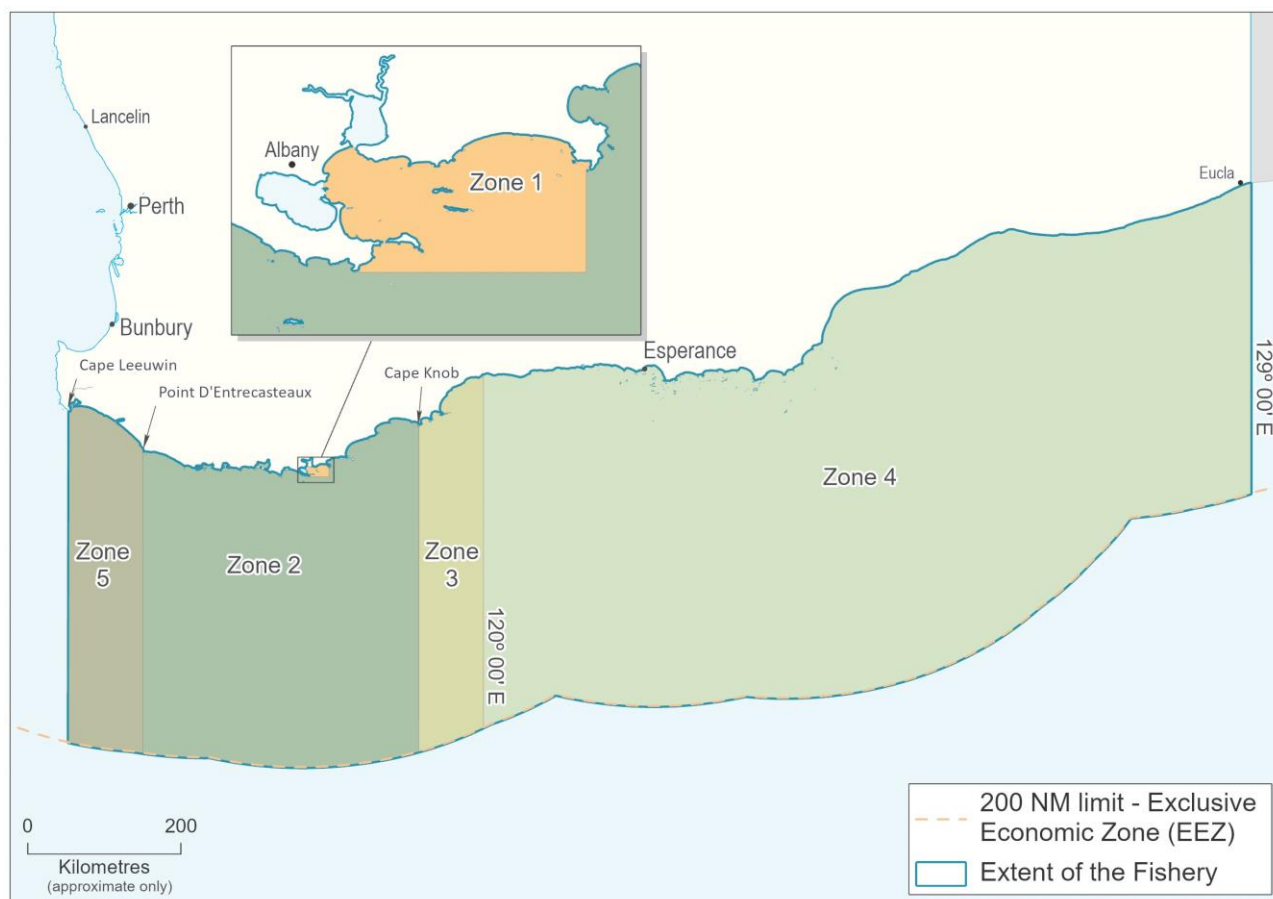 Lancelin
Albany
Zone 1
Eucla
Perth
Bunbury
Esperance
129° 00' E
Cape Leeuwin
Cape Knob
Point D'Entrecasteaux
Zone 4
Zone
5
Zone 2
Zone
3
120° 00' E
0
200
Kilometres
(approximate only)
200 NM limit - Exclusive
Economic Zone (EEZ)
Extent of the Fishery